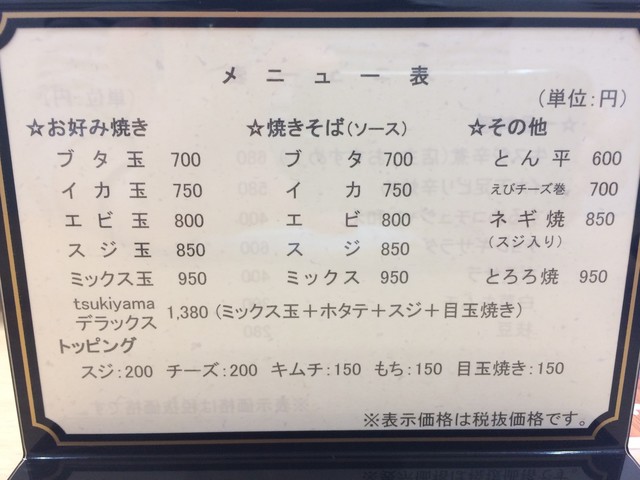 メニュー表
(単位:円)
☆お好み焼き ☆焼きそば(ソース) ☆その他
ブタ玉 700 ブタ 700 とん平 600
イカ玉 750 イカ 750 えびチーズ巻 700
エビ玉 800 エビ 800 ネギ焼 850
(スジ入り)
スジ玉 850 スジ 850
ミックス玉 950 ミックス 950 とろろ焼 950
tsukiyama
デラックス 1,380 (ミックス玉+ホタテ+スジ+目玉焼き)
トッピング
スジ:200 チーズ:200 キムチ:150 もち:150 目玉焼き:150
※表示価格は税抜価格です。